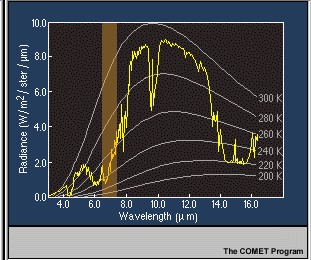 10.0
8.0
6.0
4.0
2.0
0.0
Radiance (W/m²/ster/µm)
300 K
280 K
260 K
240 K
220 K
200 K
4.0 6.0 8.0 10.0 12.0 14.0 16.0
Wavelength (µm)
The COMET Program